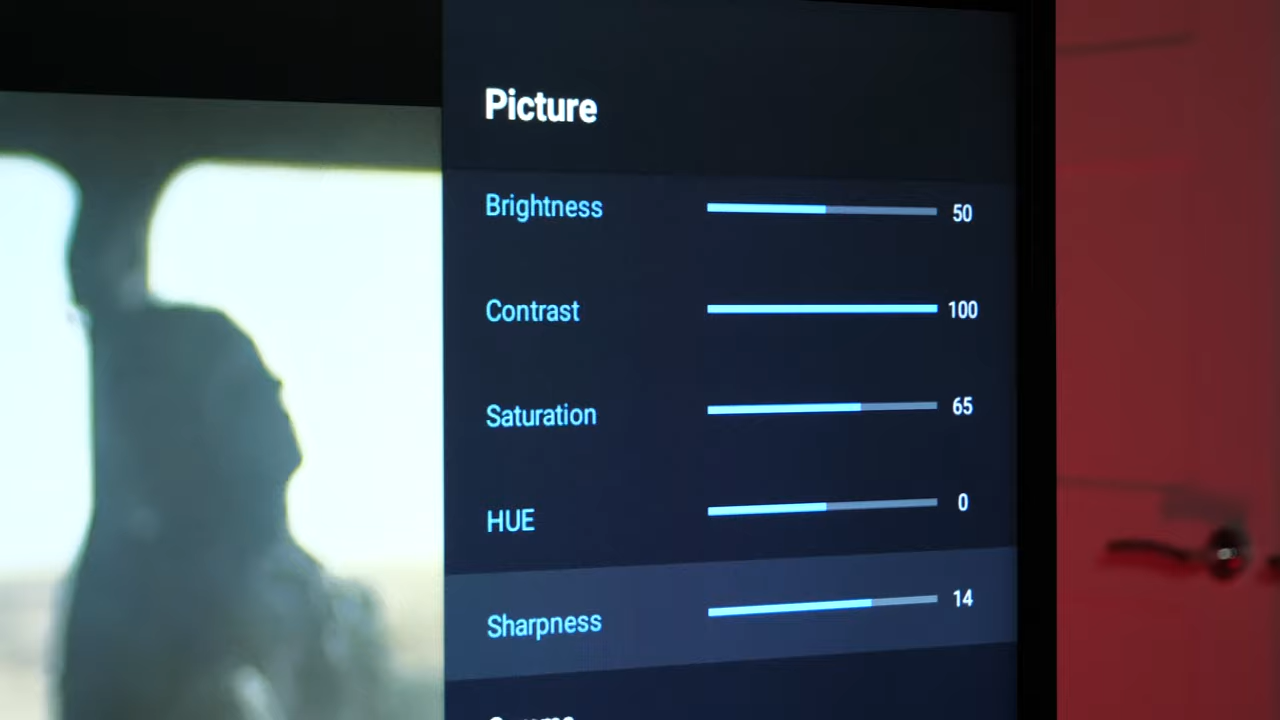 Picture
Brightness 50
Contrast 100
Saturation 65
HUE 0
Sharpness 14